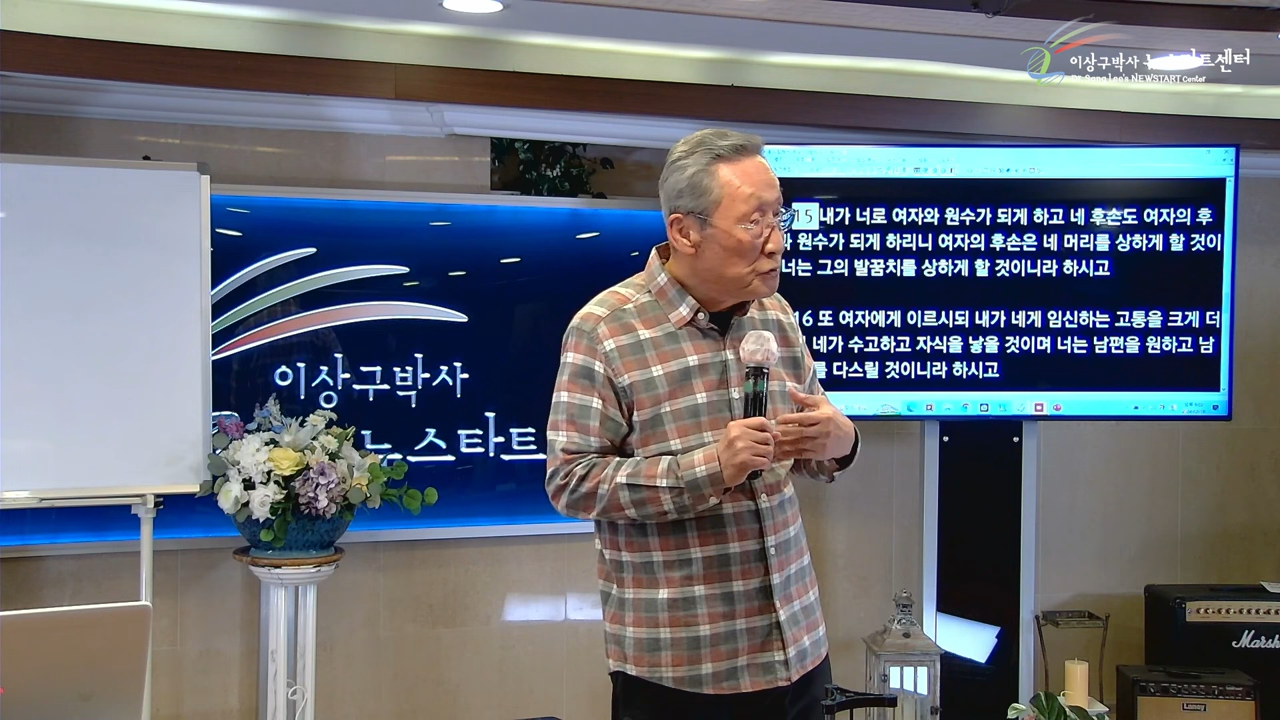 이상구박사
Dr. Sang Lee's NEWSTART Center
15 내가 너로 여자와 원수가 되게 하고 네 후손도 여자의 후
원수가 되게 하리니 여자의 후손은 네 머리를 상하게 할 것이
너는 그의 발꿈치를 상하게 할 것이니라 하시고
16 또 여자에게 이르시되 내가 네게 임신하는 고통을 크게 더
네가 수고하고 자식을 낳을 것이며 너는 남편을 원하고 남
를 다스릴 것이니라 하시고
이상구박사
뉴스타트
Marsh
Laney